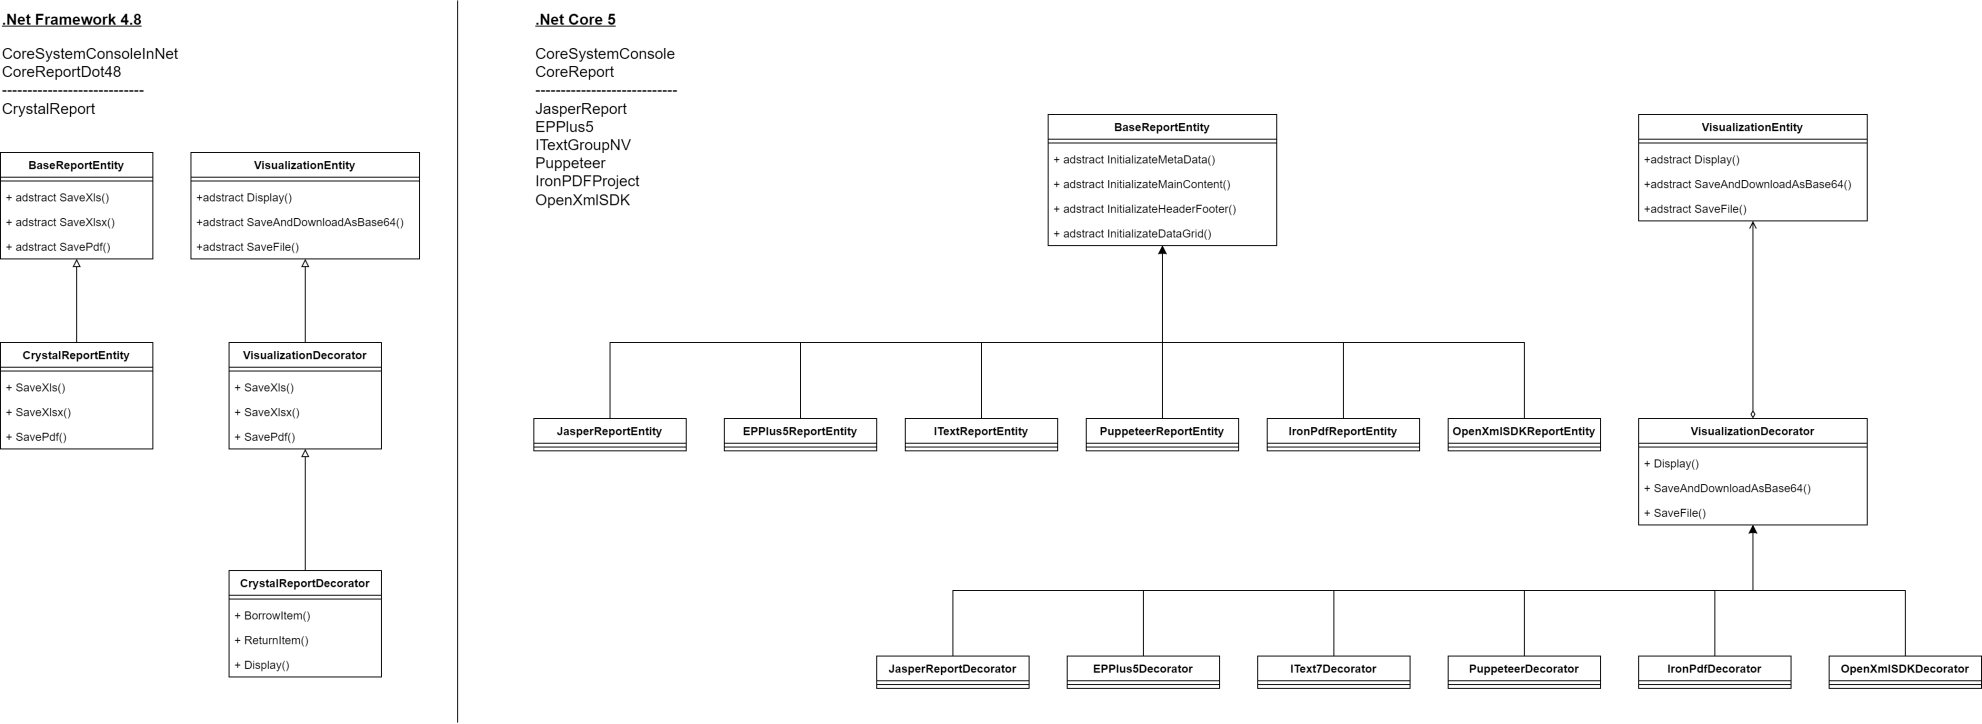 .Net Framework 4.8
CoreSystemConsoleInNet
CoreReportDot48
----------------------------
CrystalReport
BaseReportEntity
+ adstract SaveXls()
+ adstract SaveXlsx()
+ adstract SavePdf()
VisualizationEntity
+adstract Display()
+adstract SaveAndDownloadAsBase64()
+adstract SaveFile()
CrystalReportEntity
+ SaveXls()
+ SaveXlsx()
+ SavePdf()
VisualizationDecorator
+ SaveXls()
+ SaveXlsx()
+ SavePdf()
CrystalReportDecorator
+ BorrowItem()
+ ReturnItem()
+ Display()
.Net Core 5
CoreSystemConsole
CoreReport
----------------------------
JasperReport
EPPlus5
ITextGroupNV
Puppeteer
IronPDFProject
OpenXmlSDK
BaseReportEntity
+ adstract InitializateMetaData()
+ adstract InitializateMainContent()
+ adstract InitializateHeaderFooter()
+ adstract InitializateDataGrid()
VisualizationEntity
+adstract Display()
+adstract SaveAndDownloadAsBase64()
+adstract SaveFile()
JasperReportEntity
EPPlus5ReportEntity
ITextReportEntity
PuppeteerReportEntity
IronPdfReportEntity
OpenXmlSDKReportEntity
VisualizationDecorator
+ Display()
+ SaveAndDownloadAsBase64()
+ SaveFile()
JasperReportDecorator
EPPlus5Decorator
IText7Decorator
PuppeteerDecorator
IronPdfDecorator
OpenXmlSDKDecorator